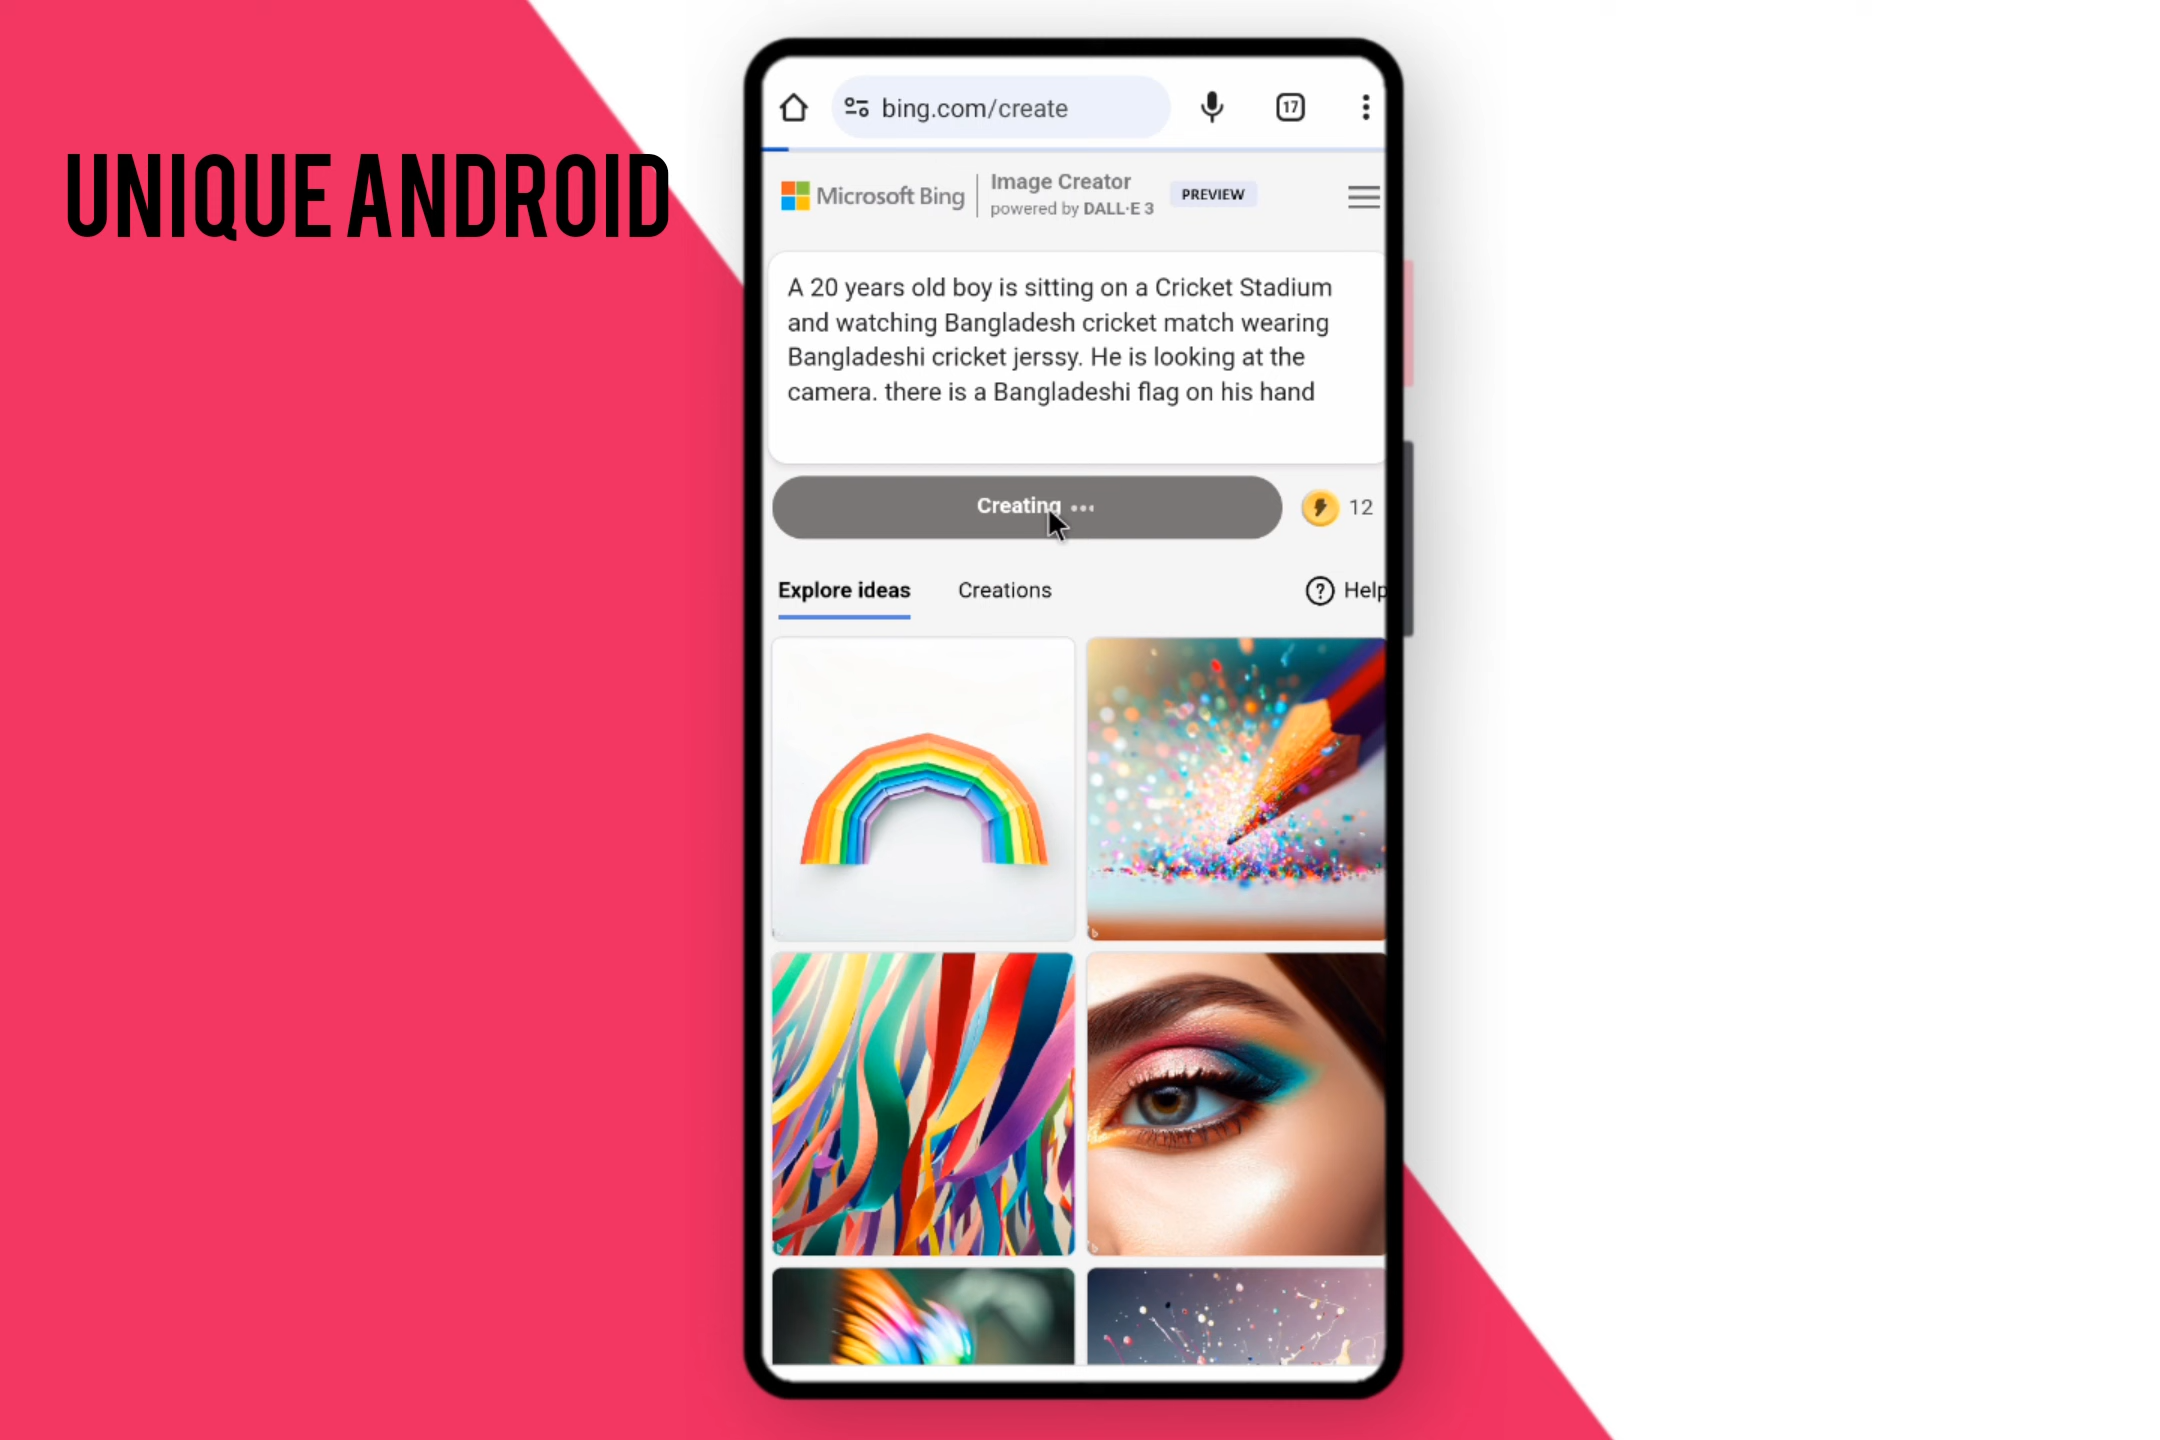 UNIQUE ANDROID
bing.com/create
17
Microsoft Bing
Image Creator
powered by DALL·E 3
PREVIEW
A 20 years old boy is sitting on a Cricket Stadium
and watching Bangladesh cricket match wearing
Bangladeshi cricket jerssy. He is looking at the
camera. there is a Bangladeshi flag on his hand
Creating
12
Explore ideas
Creations
Help